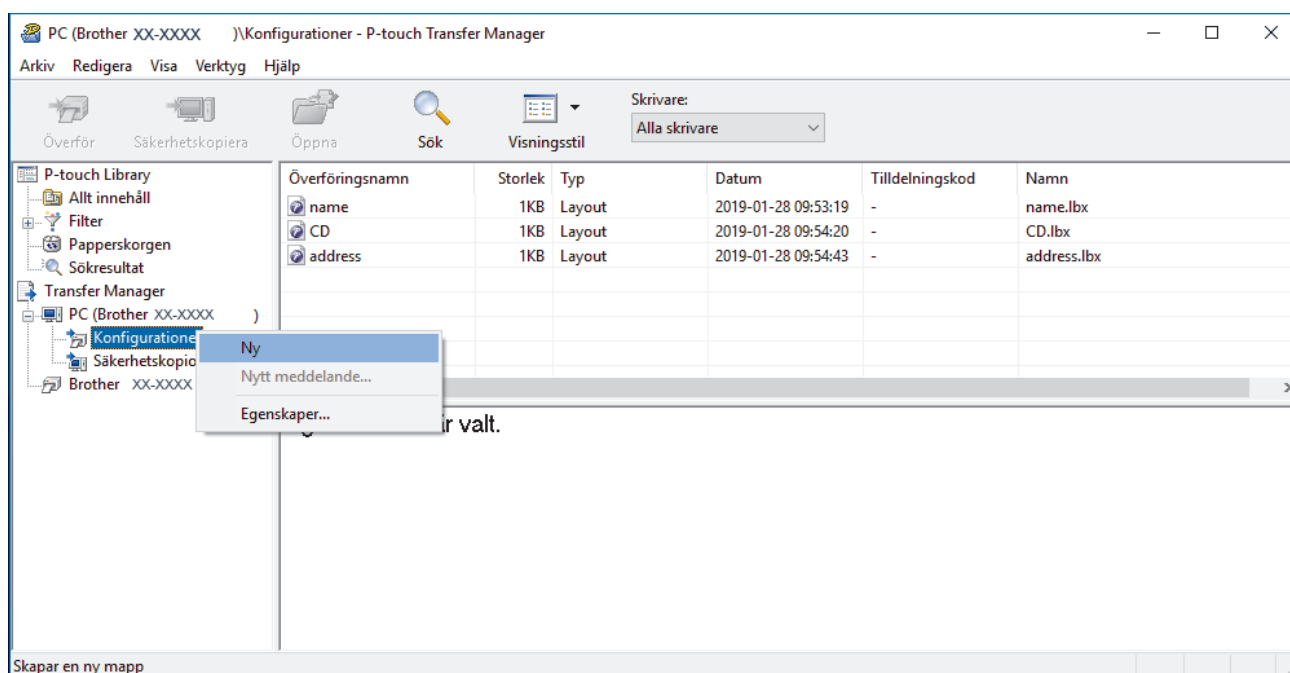 PC (Brother XX-XXXX )\Konfigurationer - P-touch Transfer Manager
Arkiv Redigera Visa Verktyg Hjälp
Överför Säkerhetskopiera Öppna Sök Visningsstil
Skrivare:
Alla skrivare
P-touch Library
Allt innehåll
Filter
Papperskorgen
Sökresultat
Transfer Manager
PC (Brother XX-XXXX )
Konfiguratione
Säkerhetskopio
Brother XX-XXXX
Ny
Nytt meddelande...
Egenskaper...
Överföringsnamn Storlek Typ Datum Tilldelningskod Namn
name 1KB Layout 2019-01-28 09:53:19 - name.lbx
CD 1KB Layout 2019-01-28 09:54:20 - CD.lbx
address 1KB Layout 2019-01-28 09:54:43 - address.lbx
är valt.
Skapar en ny mapp